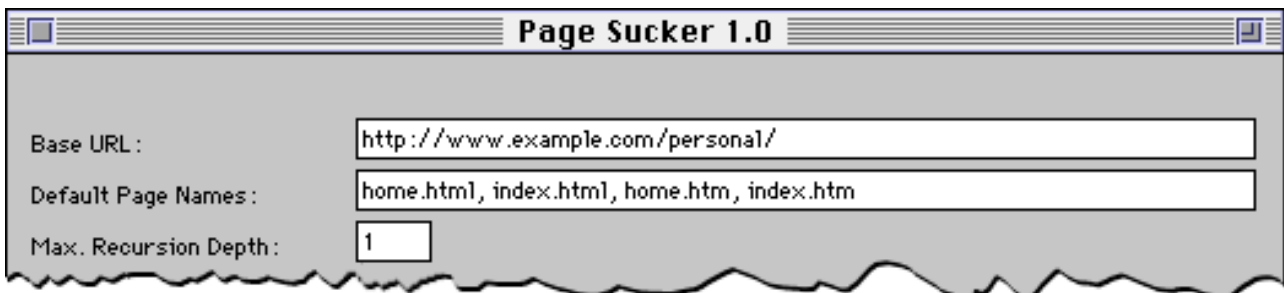 Page Sucker 1.0
Base URL: http://www.example.com/personal/
Default Page Names: home.html, index.html, home.htm, index.htm
Max. Recursion Depth: 1